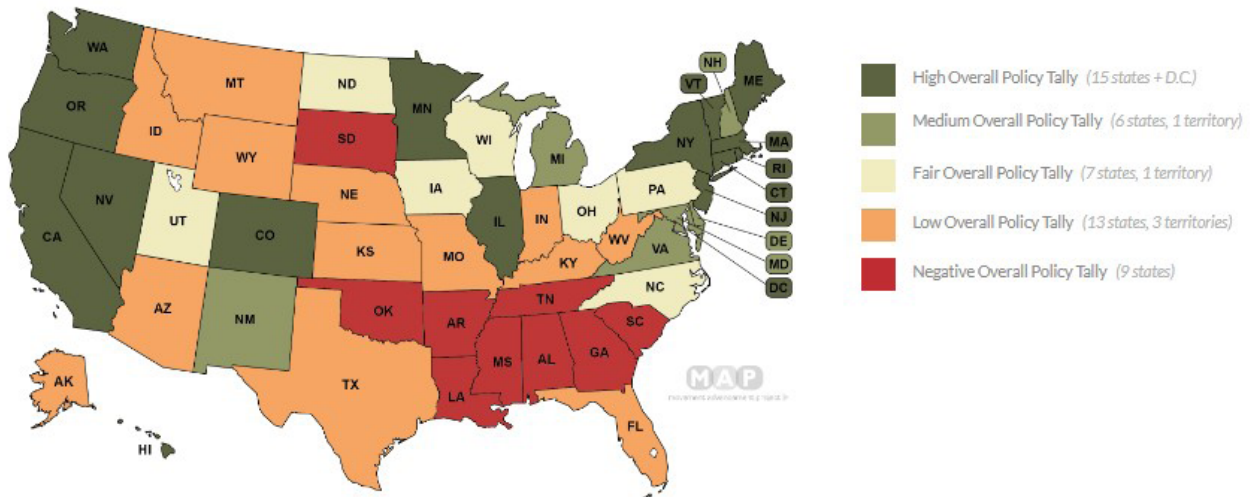 WA
OR
CA
NV
ID
MT
WY
UT
AZ
CO
NM
ND
SD
NE
KS
OK
TX
MN
IA
MO
AR
LA
WI
IL
MI
IN
OH
KY
TN
MS
AL
GA
FL
SC
NC
VA
WV
PA
NY
VT
NH
ME
MA
RI
CT
NJ
DE
MD
DC
AK
HI
MAP
High Overall Policy Tally (15 states + D.C.)
Medium Overall Policy Tally (6 states, 1 territory)
Fair Overall Policy Tally (7 states, 1 territory)
Low Overall Policy Tally (13 states, 3 territories)
Negative Overall Policy Tally (9 states)